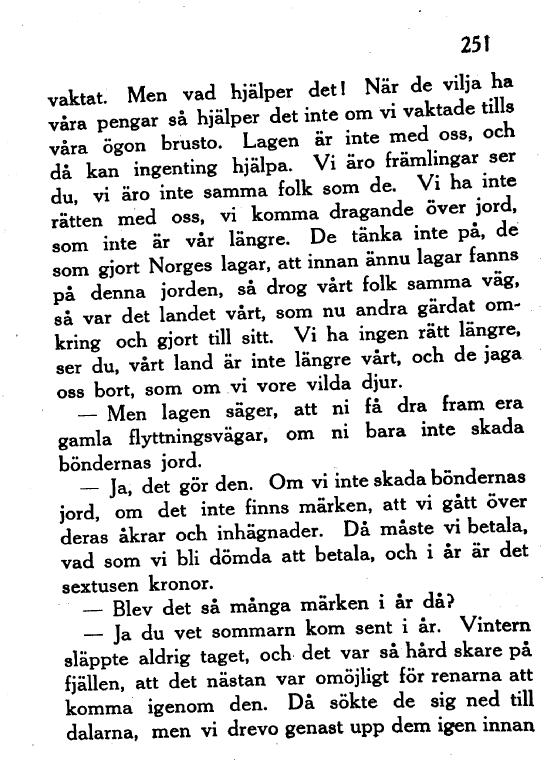 251
vaktat. Men vad hjälper det! När de vilja ha
våra pengar så hjälper det inte om vi vaktade tills
våra ögon brusto. Lagen är inte med oss, och
då kan ingenting hjälpa. Vi äro främlingar ser
du, vi äro inte samma folk som de. Vi ha inte
rätten med oss, vi komma dragande över jord,
som inte är vår längre. De tänka inte på, de
som gjort Norges lagar, att innan ännu lagar fanns
på denna jorden, så drog vårt folk samma väg,
så var det landet vårt, som nu andra gärdat om-
kring och gjort till sitt. Vi ha ingen rätt längre,
ser du, vårt land är inte längre vårt, och de jaga
oss bort, som om vi vore vilda djur.
— Men lagen säger, att ni få dra fram era
gamla flyttningsvägar, om ni bara inte skada
böndernas jord.
— Ja, det gör den. Om vi inte skada böndernas
jord, om det inte finns märken, att vi gått över
deras åkrar och inhägnader. Då måste vi betala,
vad som vi bli dömda att betala, och i år är det
sextusen kronor.
— Blev det så många märken i år då?
— Ja du vet sommarn kom sent i år. Vintern
släppte aldrig taget, och det var så hård skare på
fjällen, att det nästan var omöjligt för renarna att
komma igenom den. Då sökte de sig ned till
dalarna, men vi drevo genast upp dem igen innan